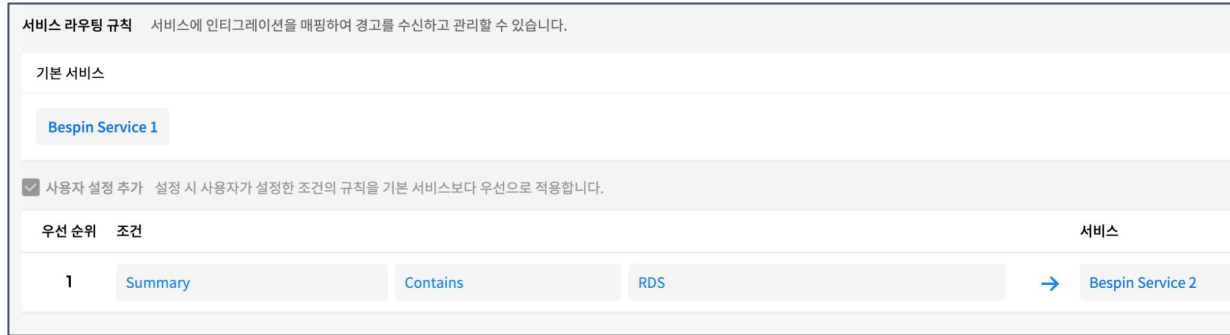 서비스 라우팅 규칙 서비스에 인티그레이션을 매핑하여 경고를 수신하고 관리할 수 있습니다.
기본 서비스
Bespin Service 1
사용자 설정 추가 설정 시 사용자가 설정한 조건의 규칙을 기본 서비스보다 우선으로 적용합니다.
우선 순위 조건 서비스
1 Summary Contains RDS → Bespin Service 2